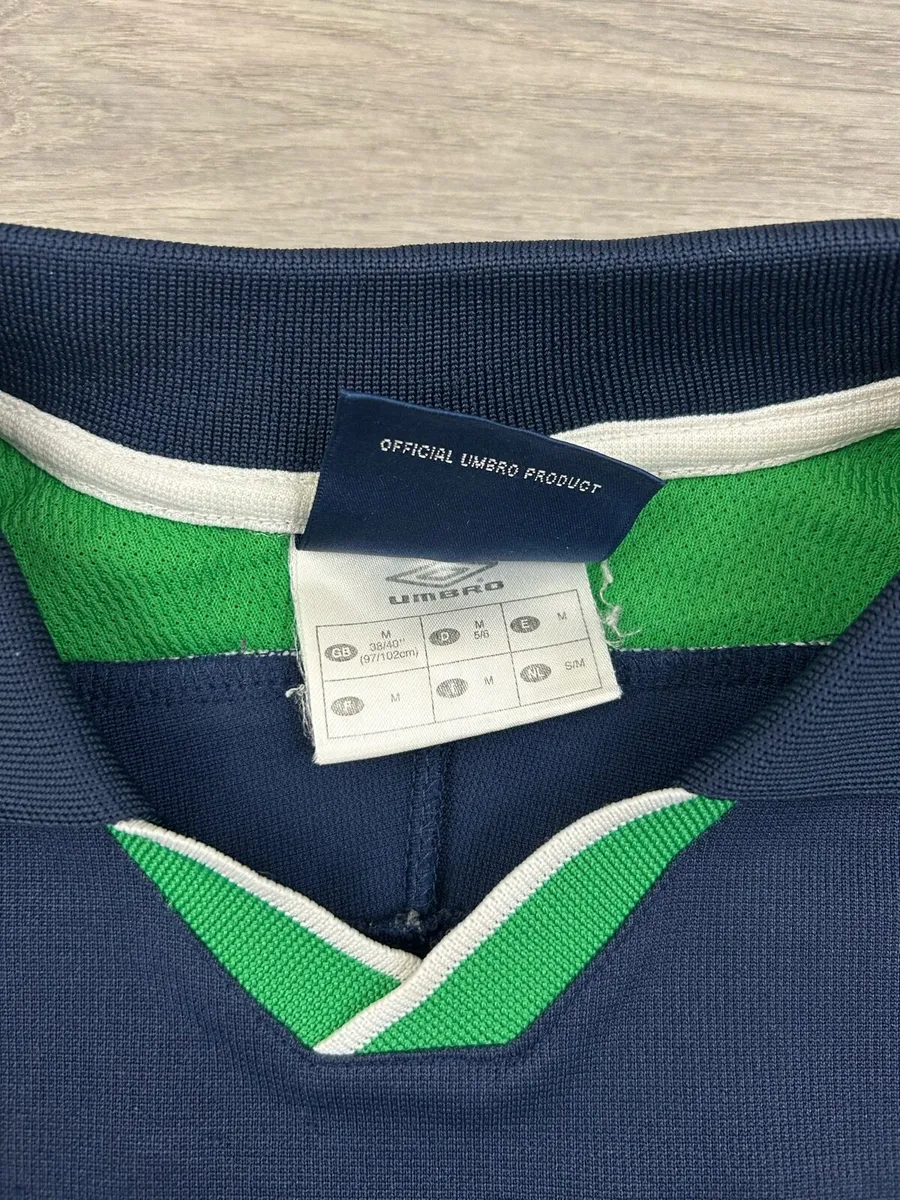 OFFICIAL UMBRO PRODUCT
UMBRO®
GB M 38/40" (97/102cm)
D M 5/6
E M
F M
I M
NL S/M